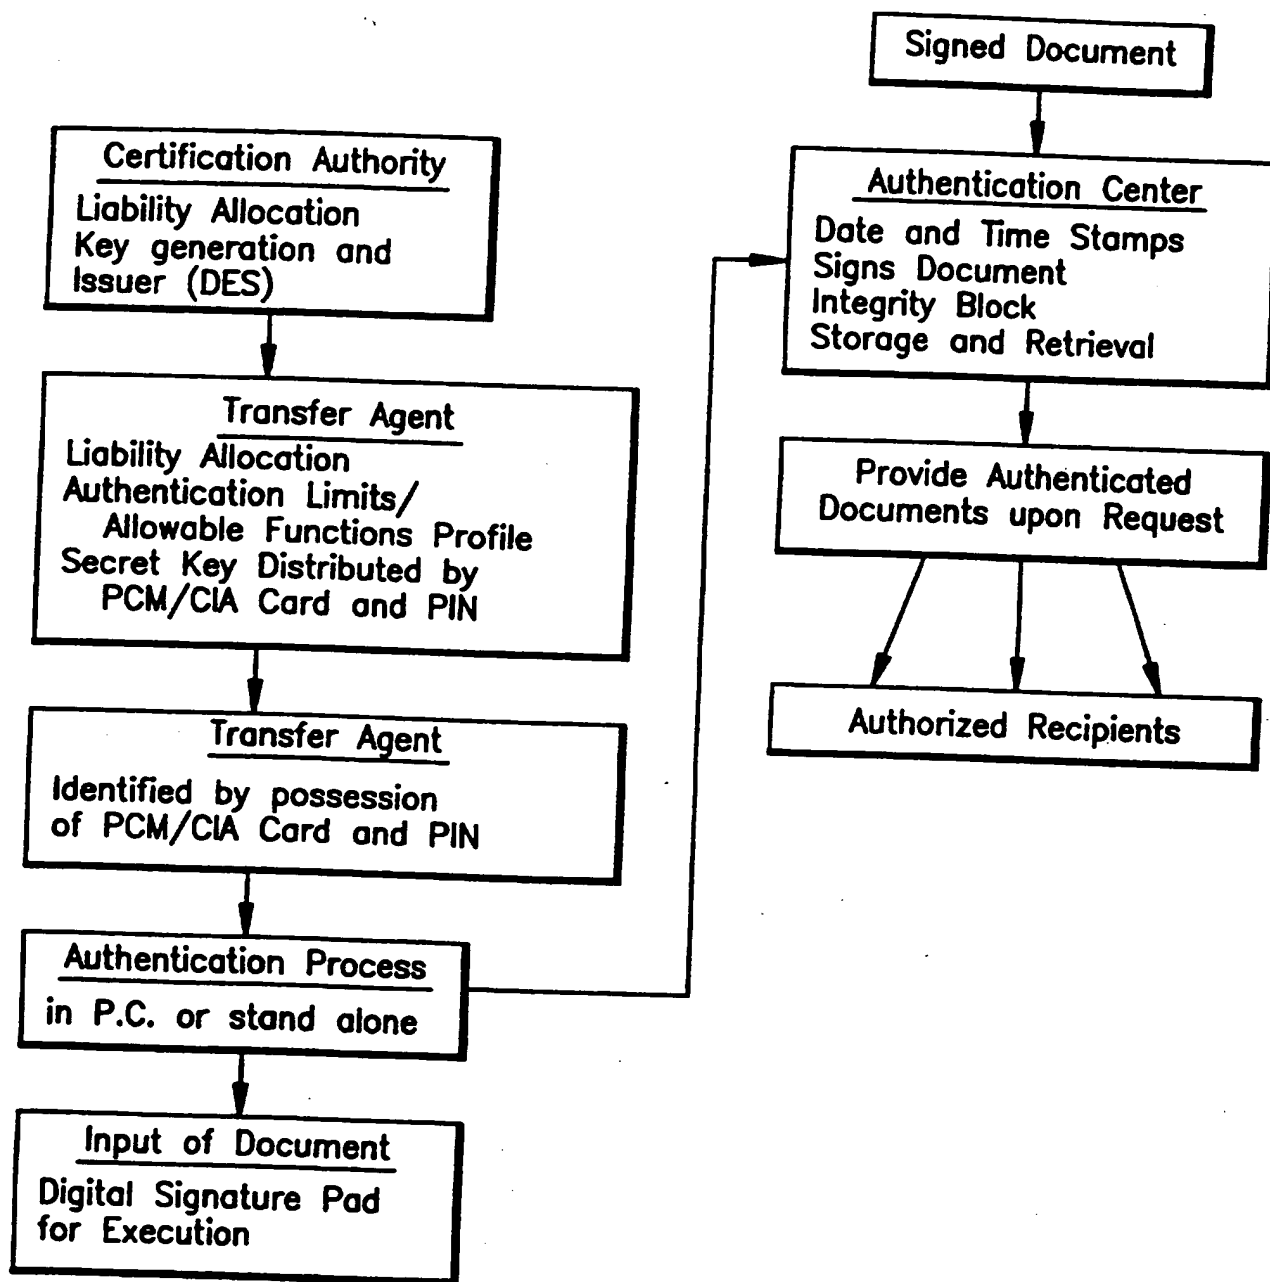 Certification Authority
Liability Allocation
Key generation and
Issuer (DES)
Transfer Agent
Liability Allocation
Authentication Limits/
Allowable Functions Profile
Secret Key Distributed by
PCM/CIA Card and PIN
Transfer Agent
Identified by possession
of PCM/CIA Card and PIN
Authentication Process
in P.C. or stand alone
Input of Document
Digital Signature Pad
for Execution
Signed Document
Authentication Center
Date and Time Stamps
Signs Document
Integrity Block
Storage and Retrieval
Provide Authenticated
Documents upon Request
Authorized Recipients